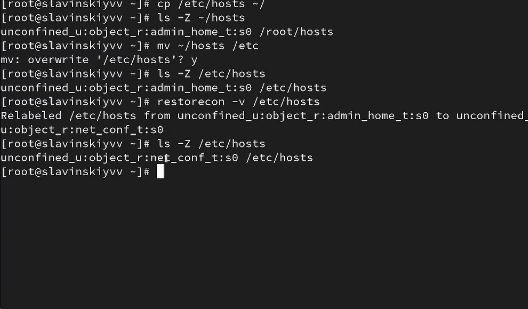 [root@slavinskiyvv ~]# cp /etc/hosts ~/
[root@slavinskiyvv ~]# ls -Z ~/hosts
unconfined_u:object_r:admin_home_t:s0 /root/hosts
[root@slavinskiyvv ~]# mv ~/hosts /etc
mv: overwrite '/etc/hosts'? y
[root@slavinskiyvv ~]# ls -Z /etc/hosts
unconfined_u:object_r:admin_home_t:s0 /etc/hosts
[root@slavinskiyvv ~]# restorecon -v /etc/hosts
Relabeled /etc/hosts from unconfined_u:object_r:admin_home_t:s0 to unconfined_
u:object_r:net_conf_t:s0
[root@slavinskiyvv ~]# ls -Z /etc/hosts
unconfined_u:object_r:net_conf_t:s0 /etc/hosts
[root@slavinskiyvv ~]#